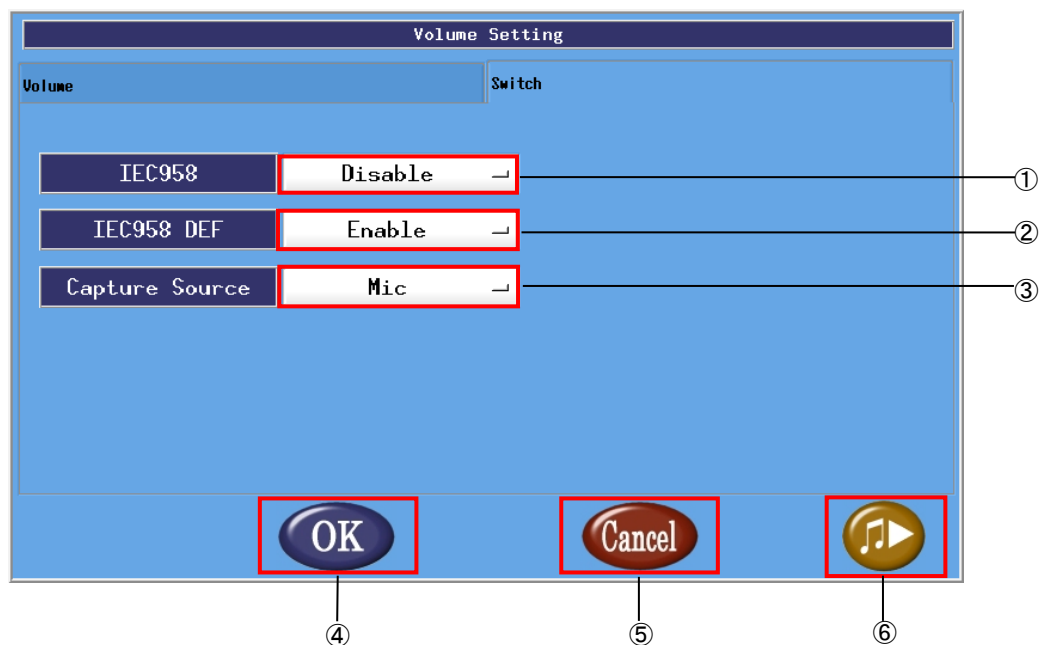 Volume Setting
Volume Switch
IEC958 Disable ①
IEC958 DEF Enable ②
Capture Source Mic ③
OK Cancel
④ ⑤ ⑥